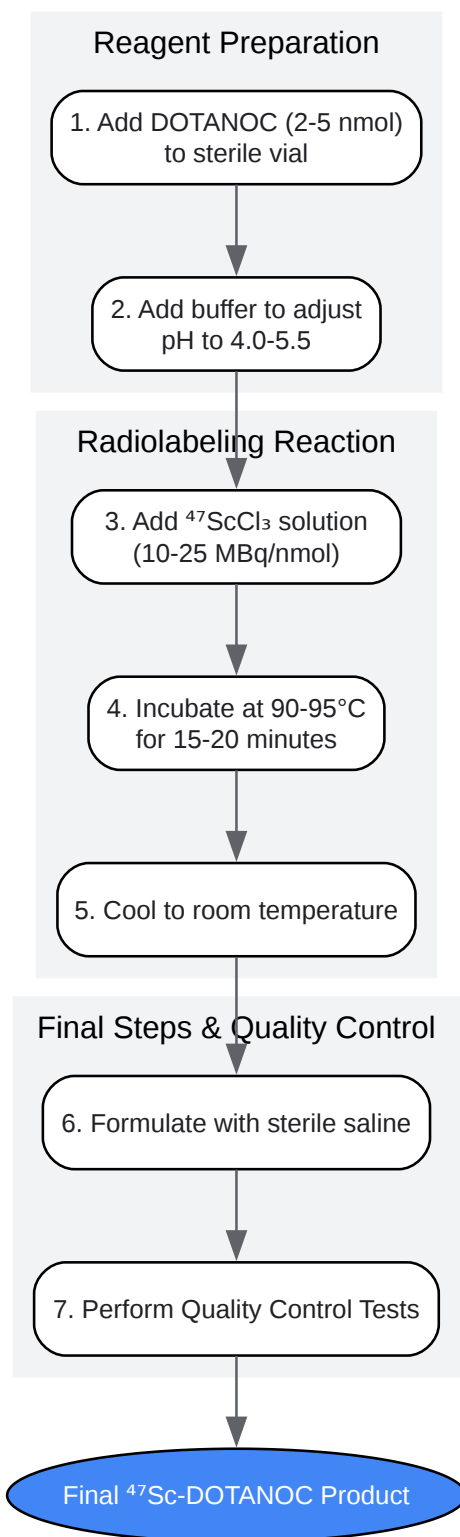 Reagent Preparation
1. Add DOTANOC (2-5 nmol)
to sterile vial
2. Add buffer to adjust
pH to 4.0-5.5
Radiolabeling Reaction
3. Add ⁴⁷ScCl₃ solution
(10-25 MBq/nmol)
4. Incubate at 90-95°C
for 15-20 minutes
5. Cool to room temperature
Final Steps & Quality Control
6. Formulate with sterile saline
7. Perform Quality Control Tests
Final ⁴⁷Sc-DOTANOC Product